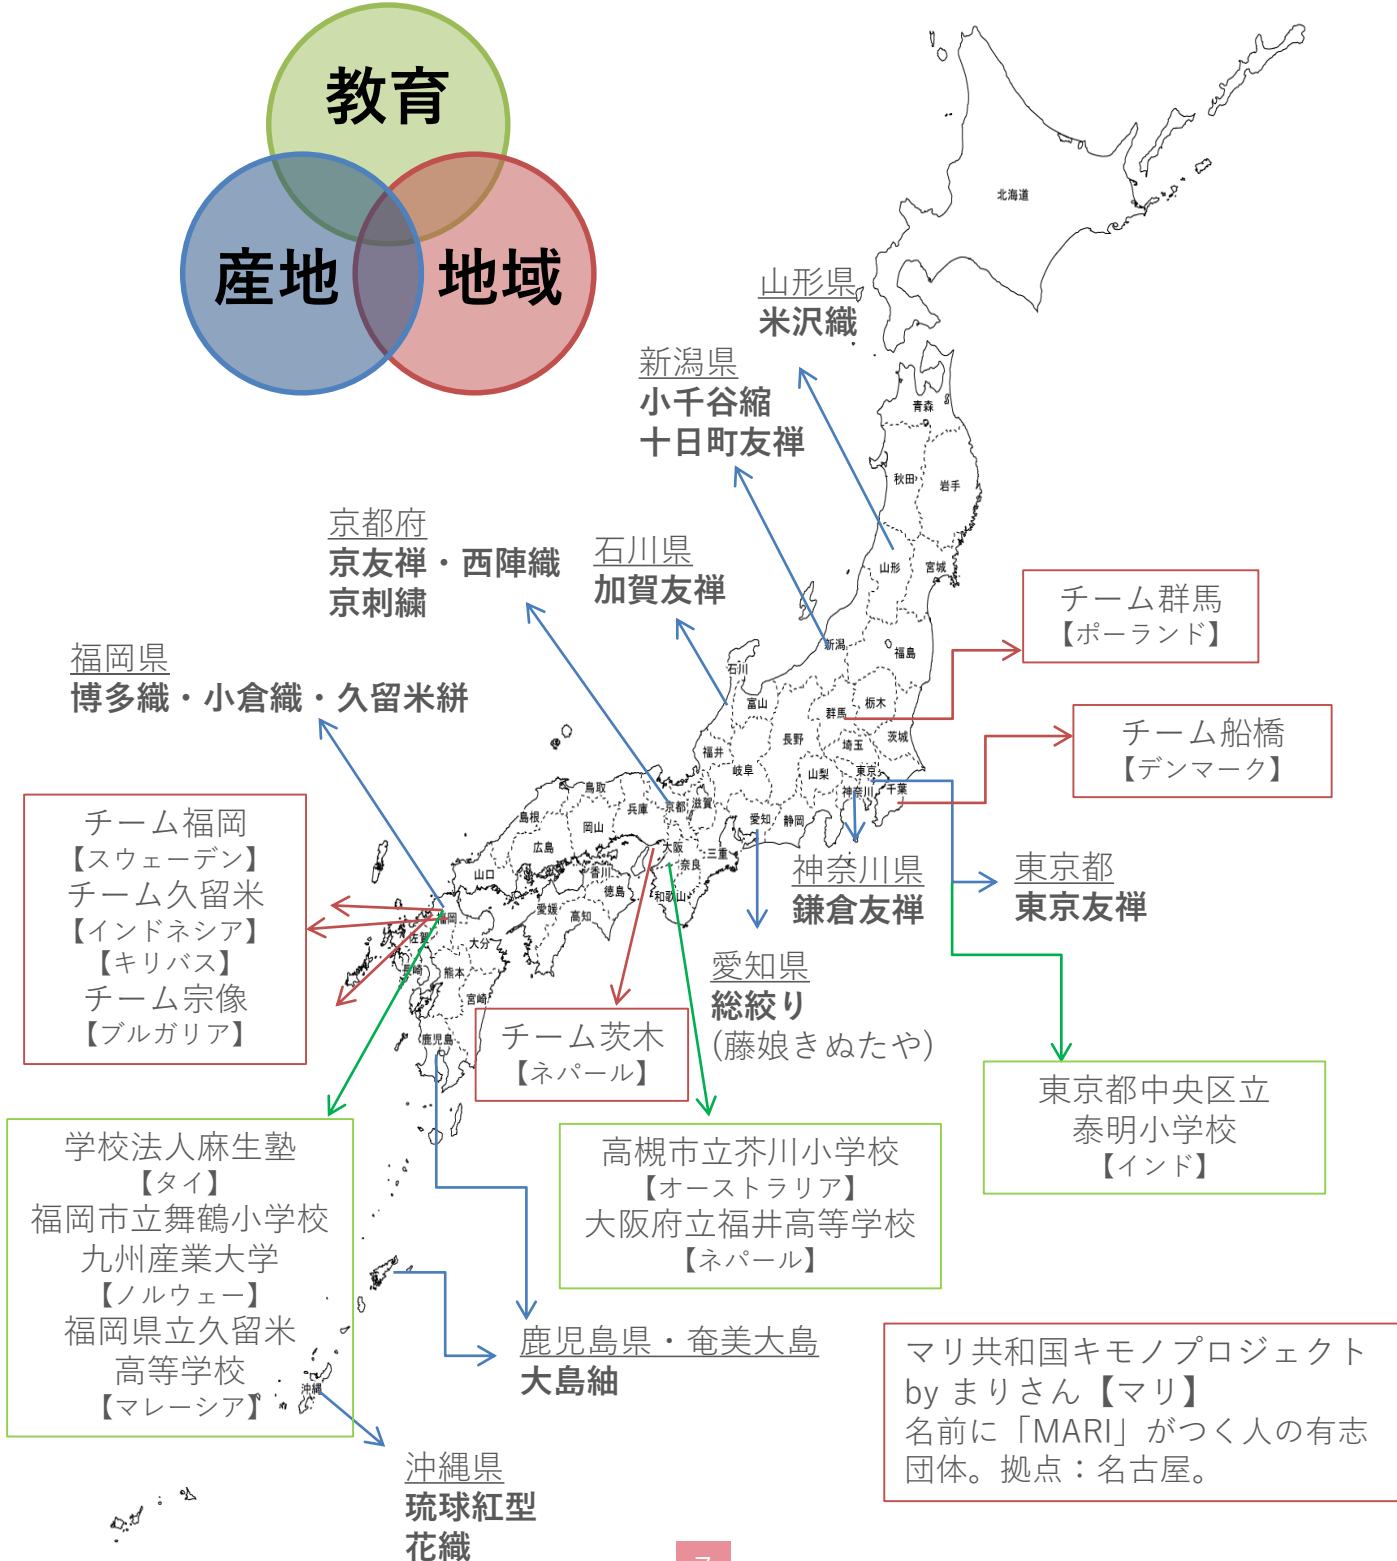 教育
産地
地域
北海道
山形県
米沢織
新潟県
小千谷縮
十日町友禅
青森
秋田
岩手
京都府
京友禅・西陣織
京刺繍
石川県
加賀友禅
山形
宮城
チーム群馬
【ポーランド】
新潟
福島
福岡県
博多織・小倉織・久留米絣
石川
富山
群馬
栃木
チーム船橋
【デンマーク】
福井
長野
埼玉
茨城
岐阜
山梨
東京
神奈川
千葉
鳥取
兵庫
京都
滋賀
島根
岡山
愛知
静岡
広島
大阪
奈良
三重
山口
香川
徳島
和歌山
愛媛
高知
チーム福岡
【スウェーデン】
チーム久留米
【インドネシア】
【キリバス】
チーム宗像
【ブルガリア】
神奈川県
鎌倉友禅
東京都
東京友禅
福岡
佐賀
大分
長崎
熊本
宮崎
鹿児島
愛知県
総絞り
(藤娘きぬたや)
チーム茨木
【ネパール】
東京都中央区立
泰明小学校
【インド】
学校法人麻生塾
【タイ】
福岡市立舞鶴小学校
九州産業大学
【ノルウェー】
福岡県立久留米
高等学校
【マレーシア】
高槻市立芥川小学校
【オーストラリア】
大阪府立福井高等学校
【ネパール】
鹿児島県・奄美大島
大島紬
沖縄
沖縄県
琉球紅型
花織
マリ共和国キモノプロジェクト
by まりさん【マリ】
名前に「MARI」がつく人の有志
団体。拠点：名古屋。
7